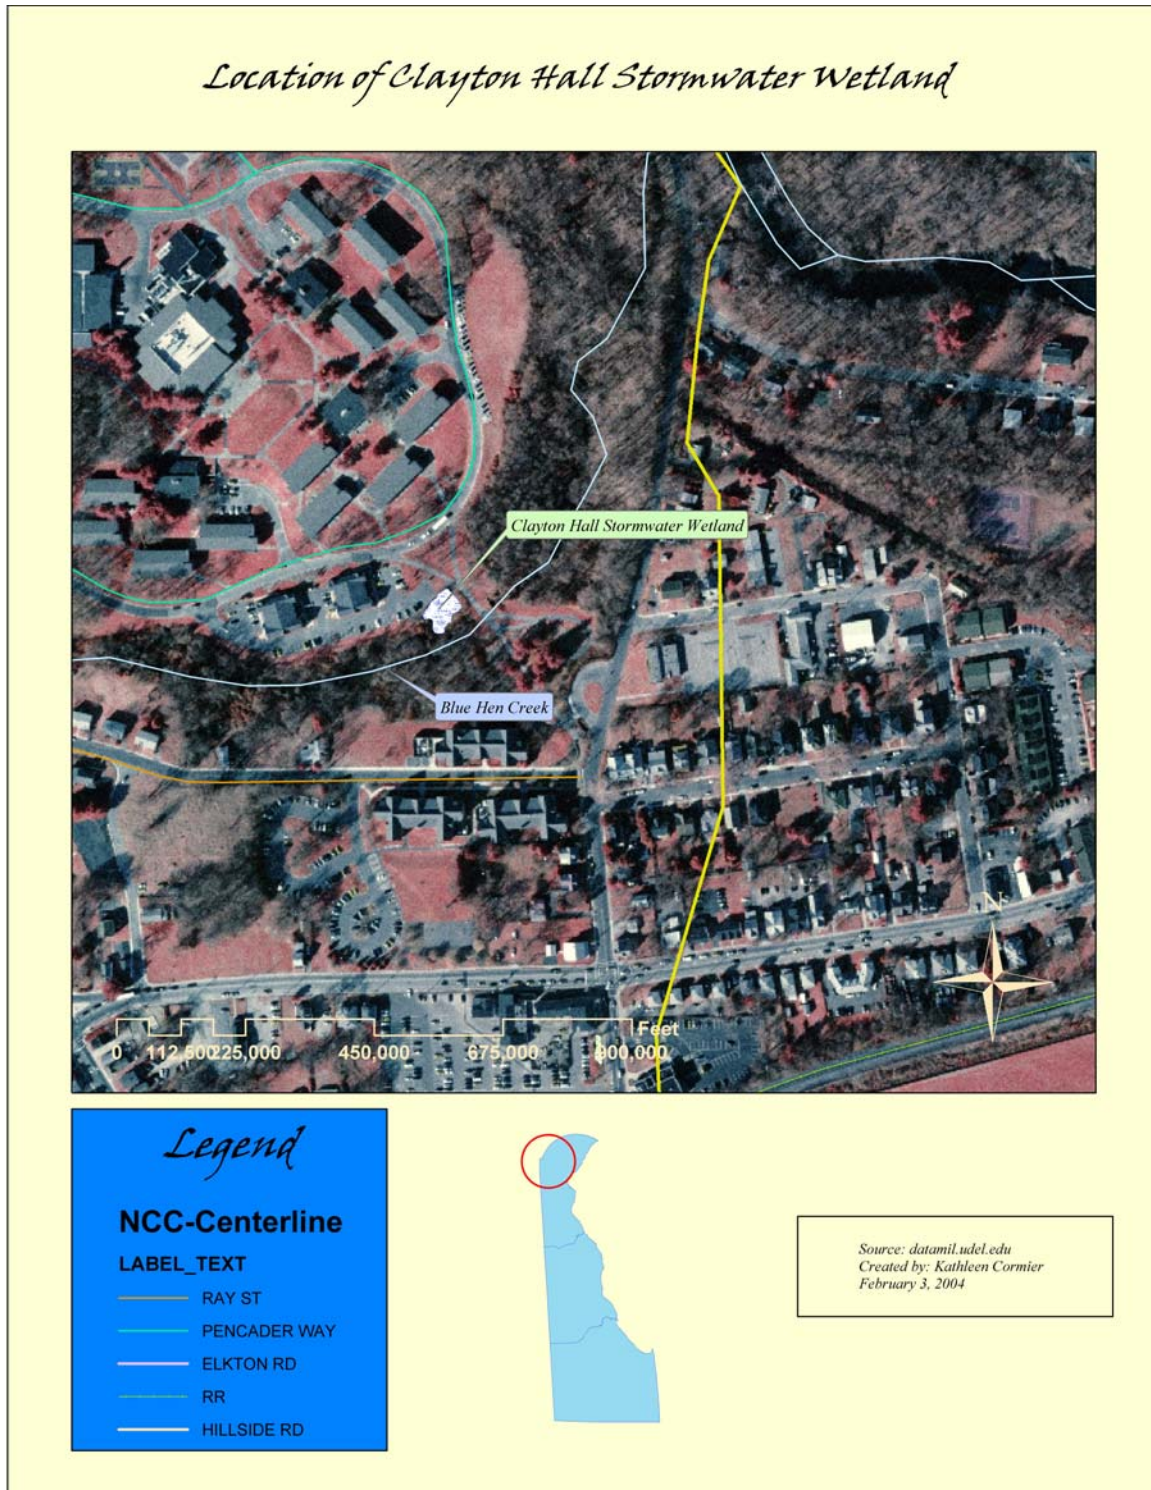 Location of Clayton Hall Stormwater Wetland
Clayton Hall Stormwater Wetland
Blue Hen Creek
N
Feet
0 112,500 225,000 450,000 675,000 900,000
Legend
NCC-Centerline
LABEL_TEXT
RAY ST
PENCADER WAY
ELKTON RD
RR
HILLSIDE RD
Source: datamil.udel.edu
Created by: Kathleen Cormier
February 3, 2004